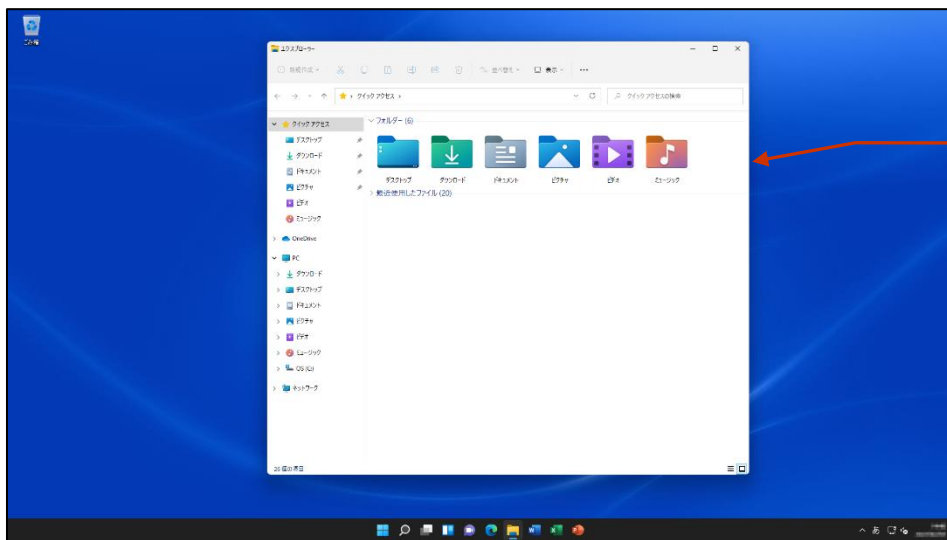 ごみ箱
エクスプローラー
新規作成
並べ替え
表示
クイック アクセス
クイック アクセスの検索
クイック アクセス
デスクトップ
ダウンロード
ドキュメント
ピクチャ
ビデオ
ミュージック
OneDrive
PC
ダウンロード
デスクトップ
ドキュメント
ピクチャ
ビデオ
ミュージック
OS (C:)
ネットワーク
フォルダー (6)
デスクトップ
ダウンロード
ドキュメント
ピクチャ
ビデオ
ミュージック
最近使用したファイル (20)
20 個の項目
あ